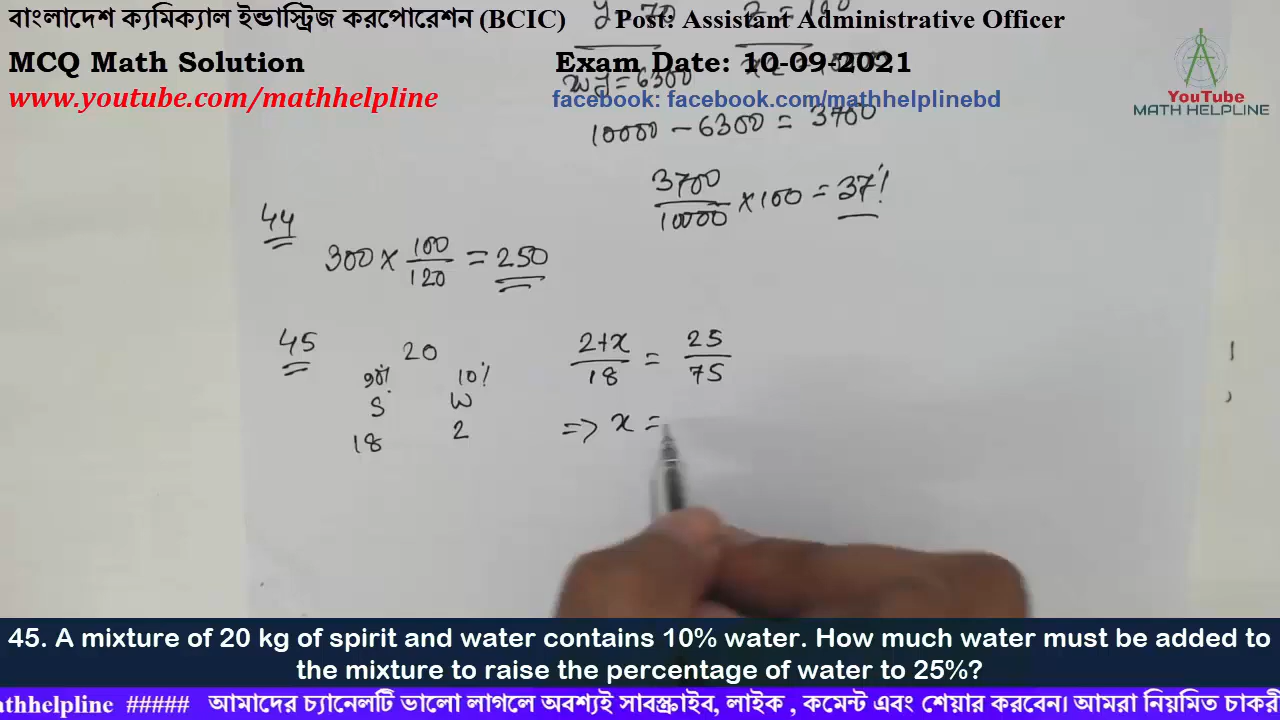 বাংলাদেশ ক্যমিক্যাল ইন্ডাস্ট্রিজ করপোরেশন (BCIC) Post: Assistant Administrative Officer
MCQ Math Solution Exam Date: 10-09-2021
www.youtube.com/mathhelpline facebook: facebook.com/mathhelplinebd
YouTube
MATH HELPLINE
10000 − 6300 = 3700
3700/10000 × 100 = 37%
44
300 × 100/120 = 250
45
20
90% 10%
S W
18 2
2+x/18 = 25/75
=> x =
45. A mixture of 20 kg of spirit and water contains 10% water. How much water must be added to
the mixture to raise the percentage of water to 25%?
athhelpline ##### আমাদের চ্যানেলটি ভালো লাগলে অবশ্যই সাবস্ক্রাইব, লাইক , কমেন্ট এবং শেয়ার করবেন। আমরা নিয়মিত চাকরী